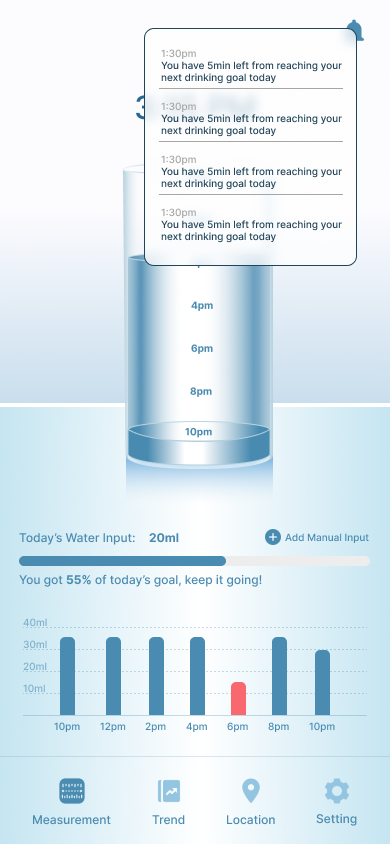 1:30pm
You have 5min left from reaching your
next drinking goal today
1:30pm
You have 5min left from reaching your
next drinking goal today
1:30pm
You have 5min left from reaching your
next drinking goal today
1:30pm
You have 5min left from reaching your
next drinking goal today
4pm
6pm
8pm
10pm
Today’s Water Input: 20ml
Add Manual Input
You got 55% of today’s goal, keep it going!
40ml
30ml
20ml
10ml
10pm 12pm 2pm 4pm 6pm 8pm 10pm
Measurement Trend Location Setting